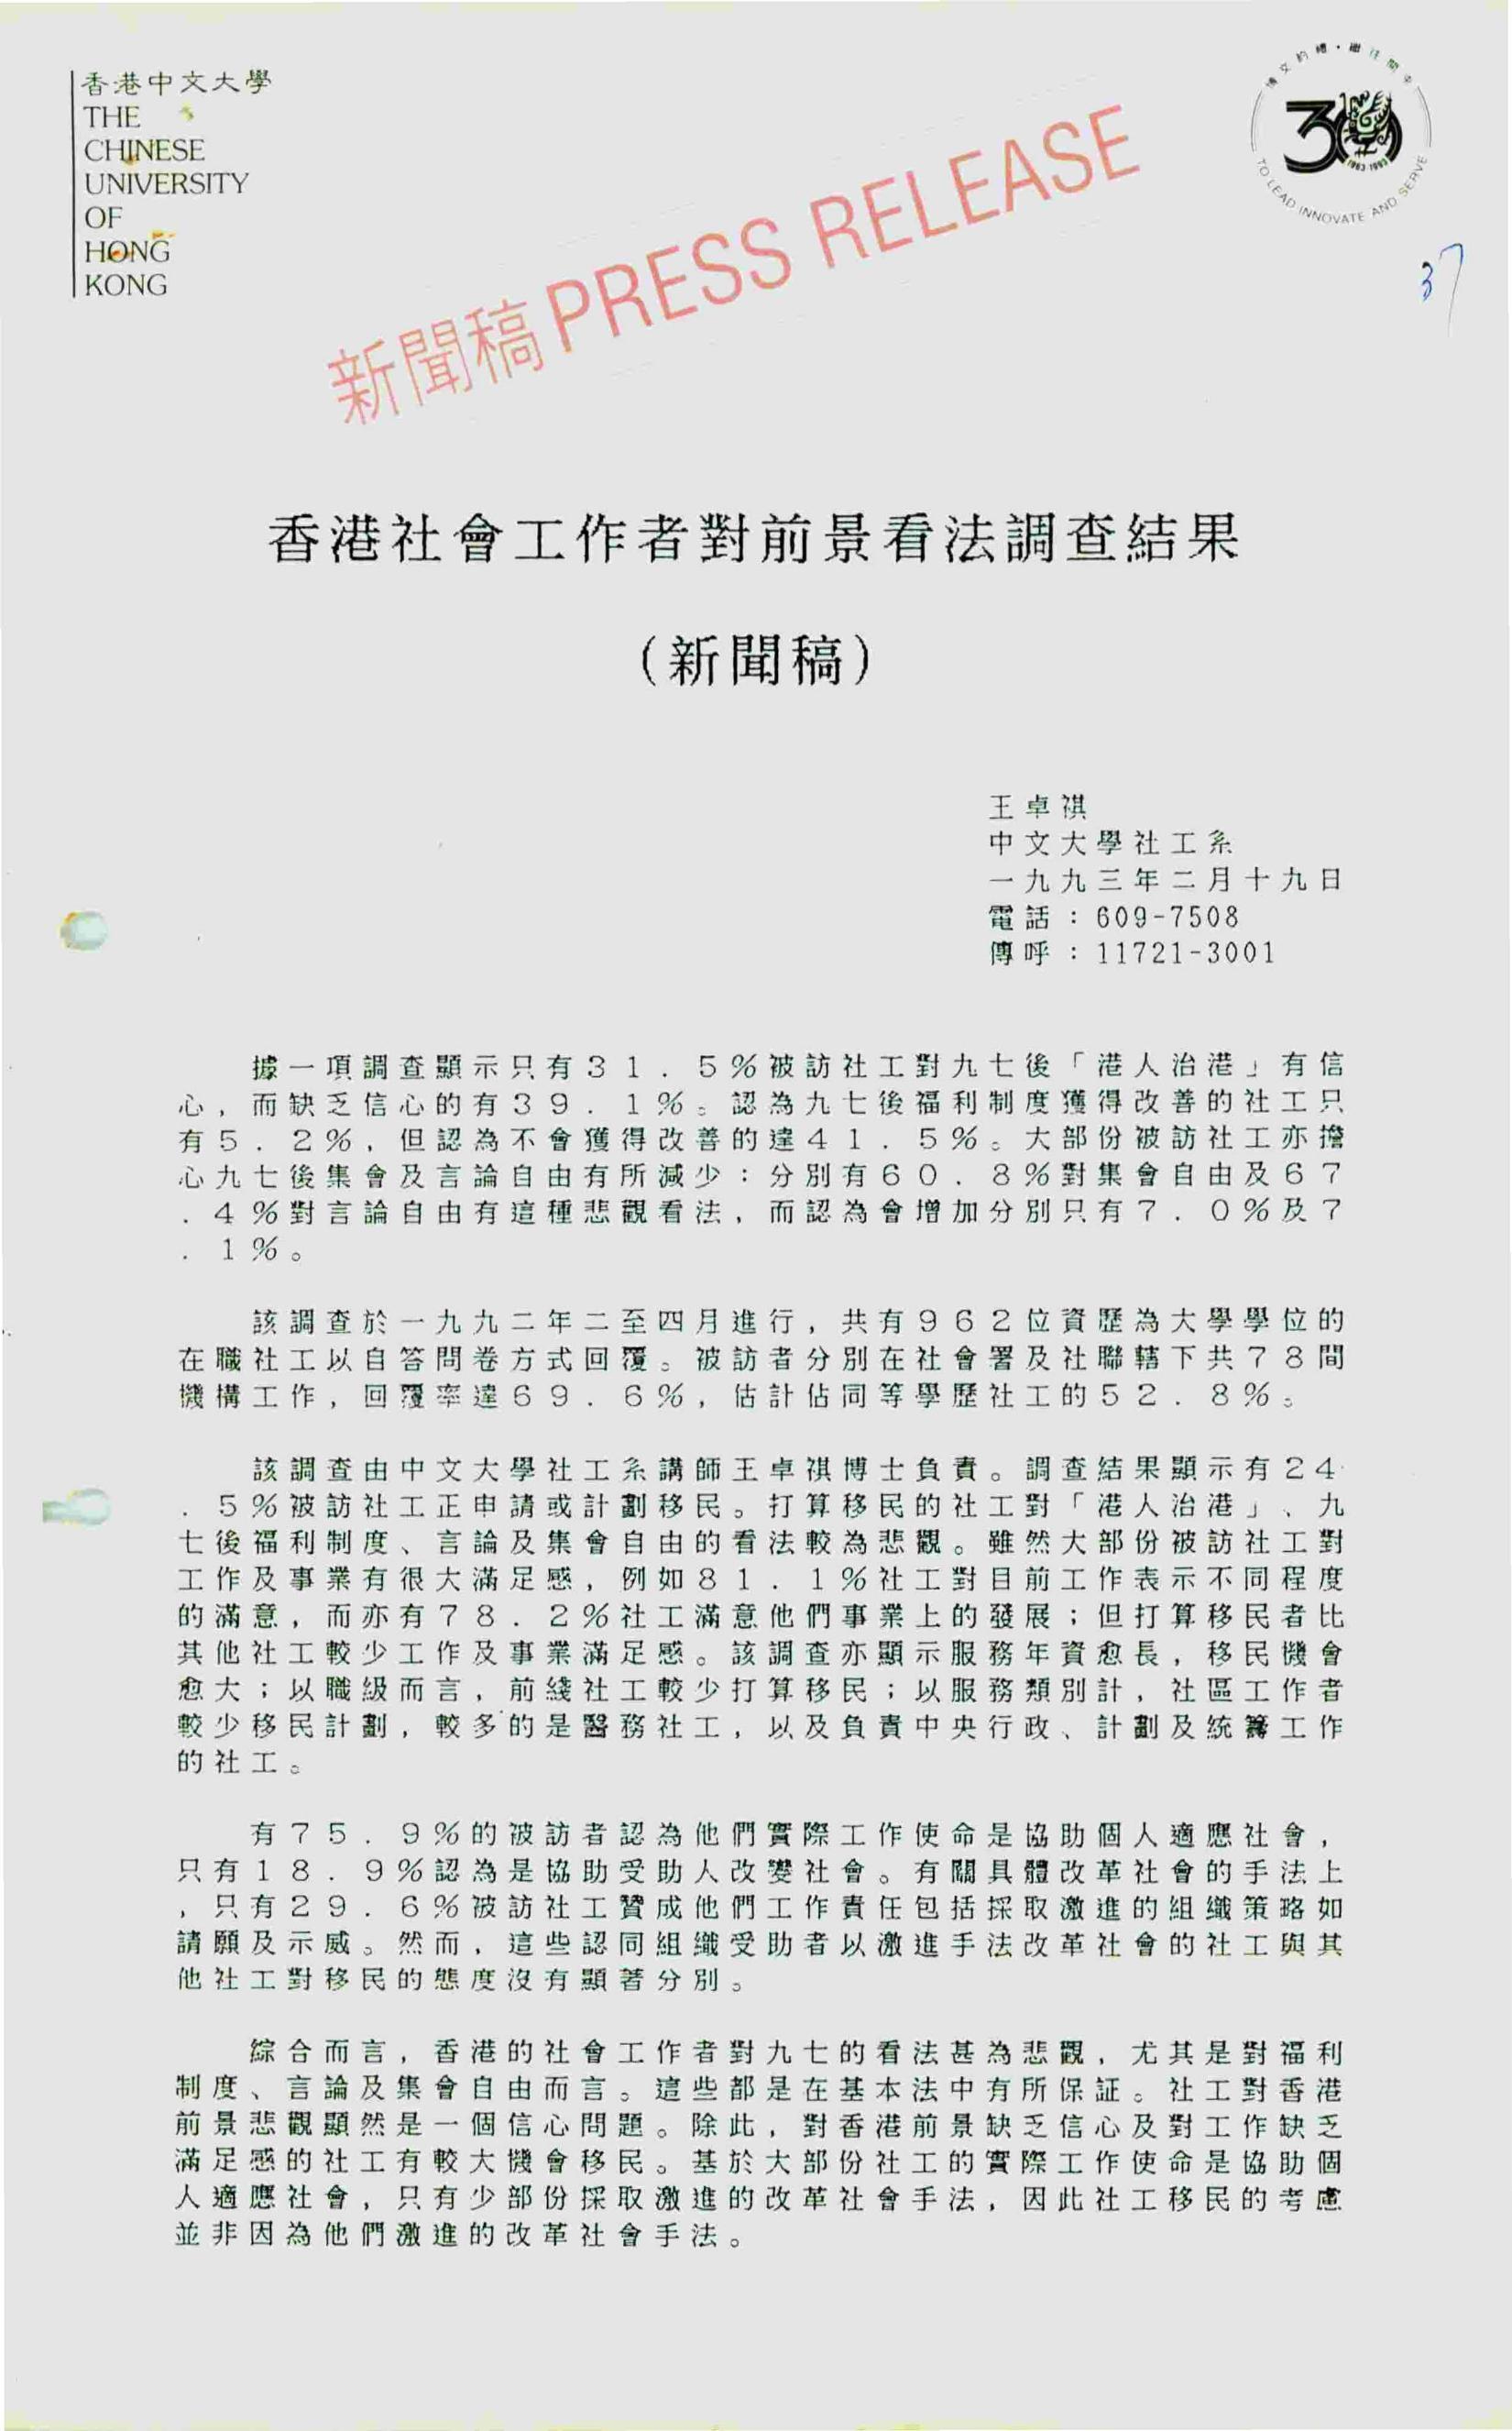 香港中文大學
THE
CHINESE
UNIVERSITY
OF
HONG
KONG
博文約禮・繼往開來
30
1963-1993
TO LEAD INNOVATE AND SERVE
37
新聞稿 PRESS RELEASE
香港社會工作者對前景看法調查結果
(新聞稿)
王卓祺
中文大學社工系
一九九三年二月十九日
電話：609-7508
傳呼：11721-3001
據一項調查顯示只有３１．５％被訪社工對九七後「港人治港」有信
心，而缺乏信心的有３９．１％。認為九七後福利制度獲得改善的社工只
有５．２％，但認為不會獲得改善的達４１．５％。大部份被訪社工亦擔
心九七後集會及言論自由有所減少：分別有６０．８％對集會自由及６７
．４％對言論自由有這種悲觀看法，而認為會增加分別只有７．０％及７
．１％。
該調查於一九九二年二至四月進行，共有９６２位資歷為大學學位的
在職社工以自答問卷方式回覆。被訪者分別在社會署及社聯轄下共７８間
機構工作，回覆率達６９．６％，估計佔同等學歷社工的５２．８％。
該調查由中文大學社工系講師王卓祺博士負責。調查結果顯示有２４
．５％被訪社工正申請或計劃移民。打算移民的社工對「港人治港」、九
七後福利制度、言論及集會自由的看法較為悲觀。雖然大部份被訪社工對
工作及事業有很大滿足感，例如８１．１％社工對目前工作表示不同程度
的滿意，而亦有７８．２％社工滿意他們事業上的發展；但打算移民者比
其他社工較少工作及事業滿足感。該調查亦顯示服務年資愈長，移民機會
愈大；以職級而言，前綫社工較少打算移民；以服務類別計，社區工作者
較少移民計劃，較多的是醫務社工，以及負責中央行政、計劃及統籌工作
的社工。
有７５．９％的被訪者認為他們實際工作使命是協助個人適應社會，
只有１８．９％認為是協助受助人改變社會。有關具體改革社會的手法上
，只有２９．６％被訪社工贊成他們工作責任包括採取激進的組織策略如
請願及示威。然而，這些認同組織受助者以激進手法改革社會的社工與其
他社工對移民的態度沒有顯著分別。
綜合而言，香港的社會工作者對九七的看法甚為悲觀，尤其是對福利
制度、言論及集會自由而言。這些都是在基本法中有所保証。社工對香港
前景悲觀顯然是一個信心問題。除此，對香港前景缺乏信心及對工作缺乏
滿足感的社工有較大機會移民。基於大部份社工的實際工作使命是協助個
人適應社會，只有少部份採取激進的改革社會手法，因此社工移民的考慮
並非因為他們激進的改革社會手法。